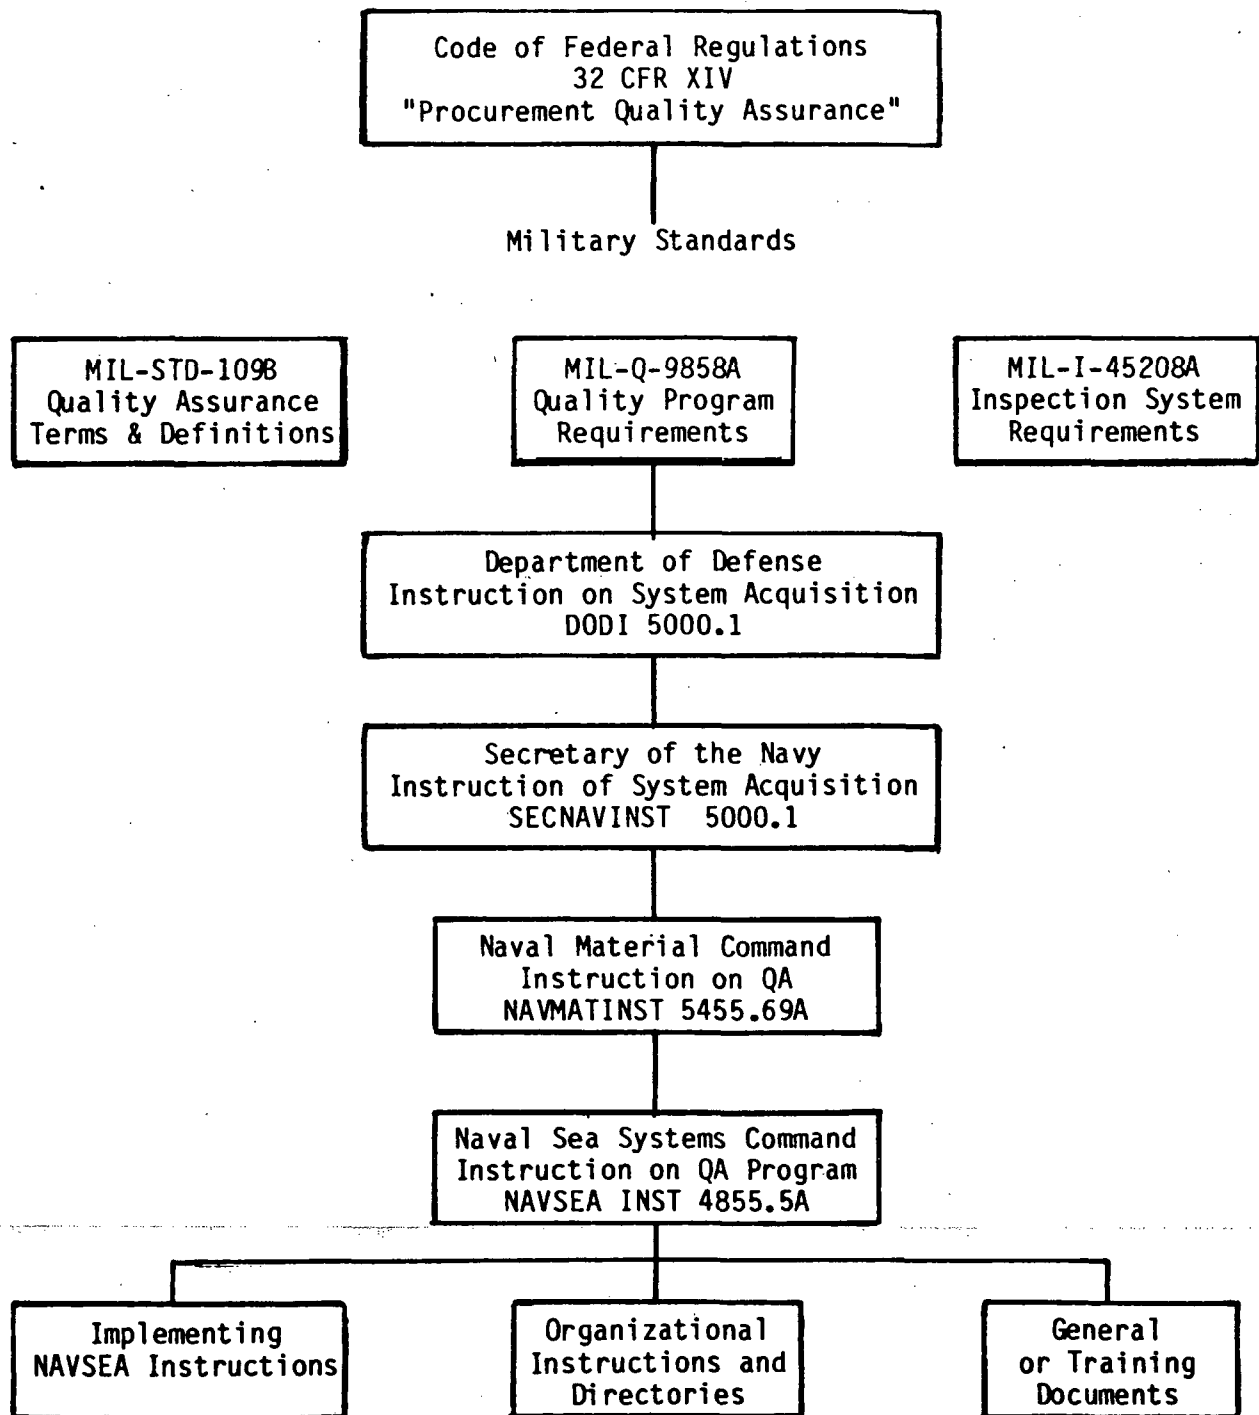 Code of Federal Regulations
32 CFR XIV
"Procurement Quality Assurance"
Military Standards
MIL-STD-109B
Quality Assurance
Terms & Definitions
MIL-Q-9858A
Quality Program
Requirements
MIL-I-45208A
Inspection System
Requirements
Department of Defense
Instruction on System Acquisition
DODI 5000.1
Secretary of the Navy
Instruction of System Acquisition
SECNAVINST 5000.1
Naval Material Command
Instruction on QA
NAVMATINST 5455.69A
Naval Sea Systems Command
Instruction on QA Program
NAVSEA INST 4855.5A
Implementing
NAVSEA Instructions
Organizational
Instructions and
Directories
General
or Training
Documents